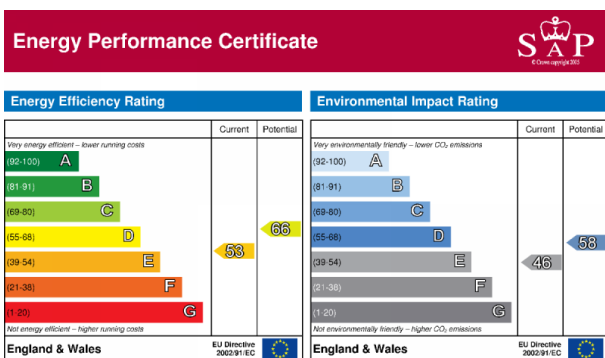 Energy Performance Certificate
SAP
© Crown copyright 2005
Energy Efficiency Rating
Current Potential
Very energy efficient – lower running costs
(92-100) A
(81-91) B
(69-80) C
(55-68) D
(39-54) E
(21-38) F
(1-20) G
53
66
Not energy efficient – higher running costs
England & Wales
EU Directive
2002/91/EC
Environmental Impact Rating
Current Potential
Very environmentally friendly – lower CO₂ emissions
(92-100) A
(81-91) B
(69-80) C
(55-68) D
(39-54) E
(21-38) F
(1-20) G
46
58
Not environmentally friendly – higher CO₂ emissions
England & Wales
EU Directive
2002/91/EC